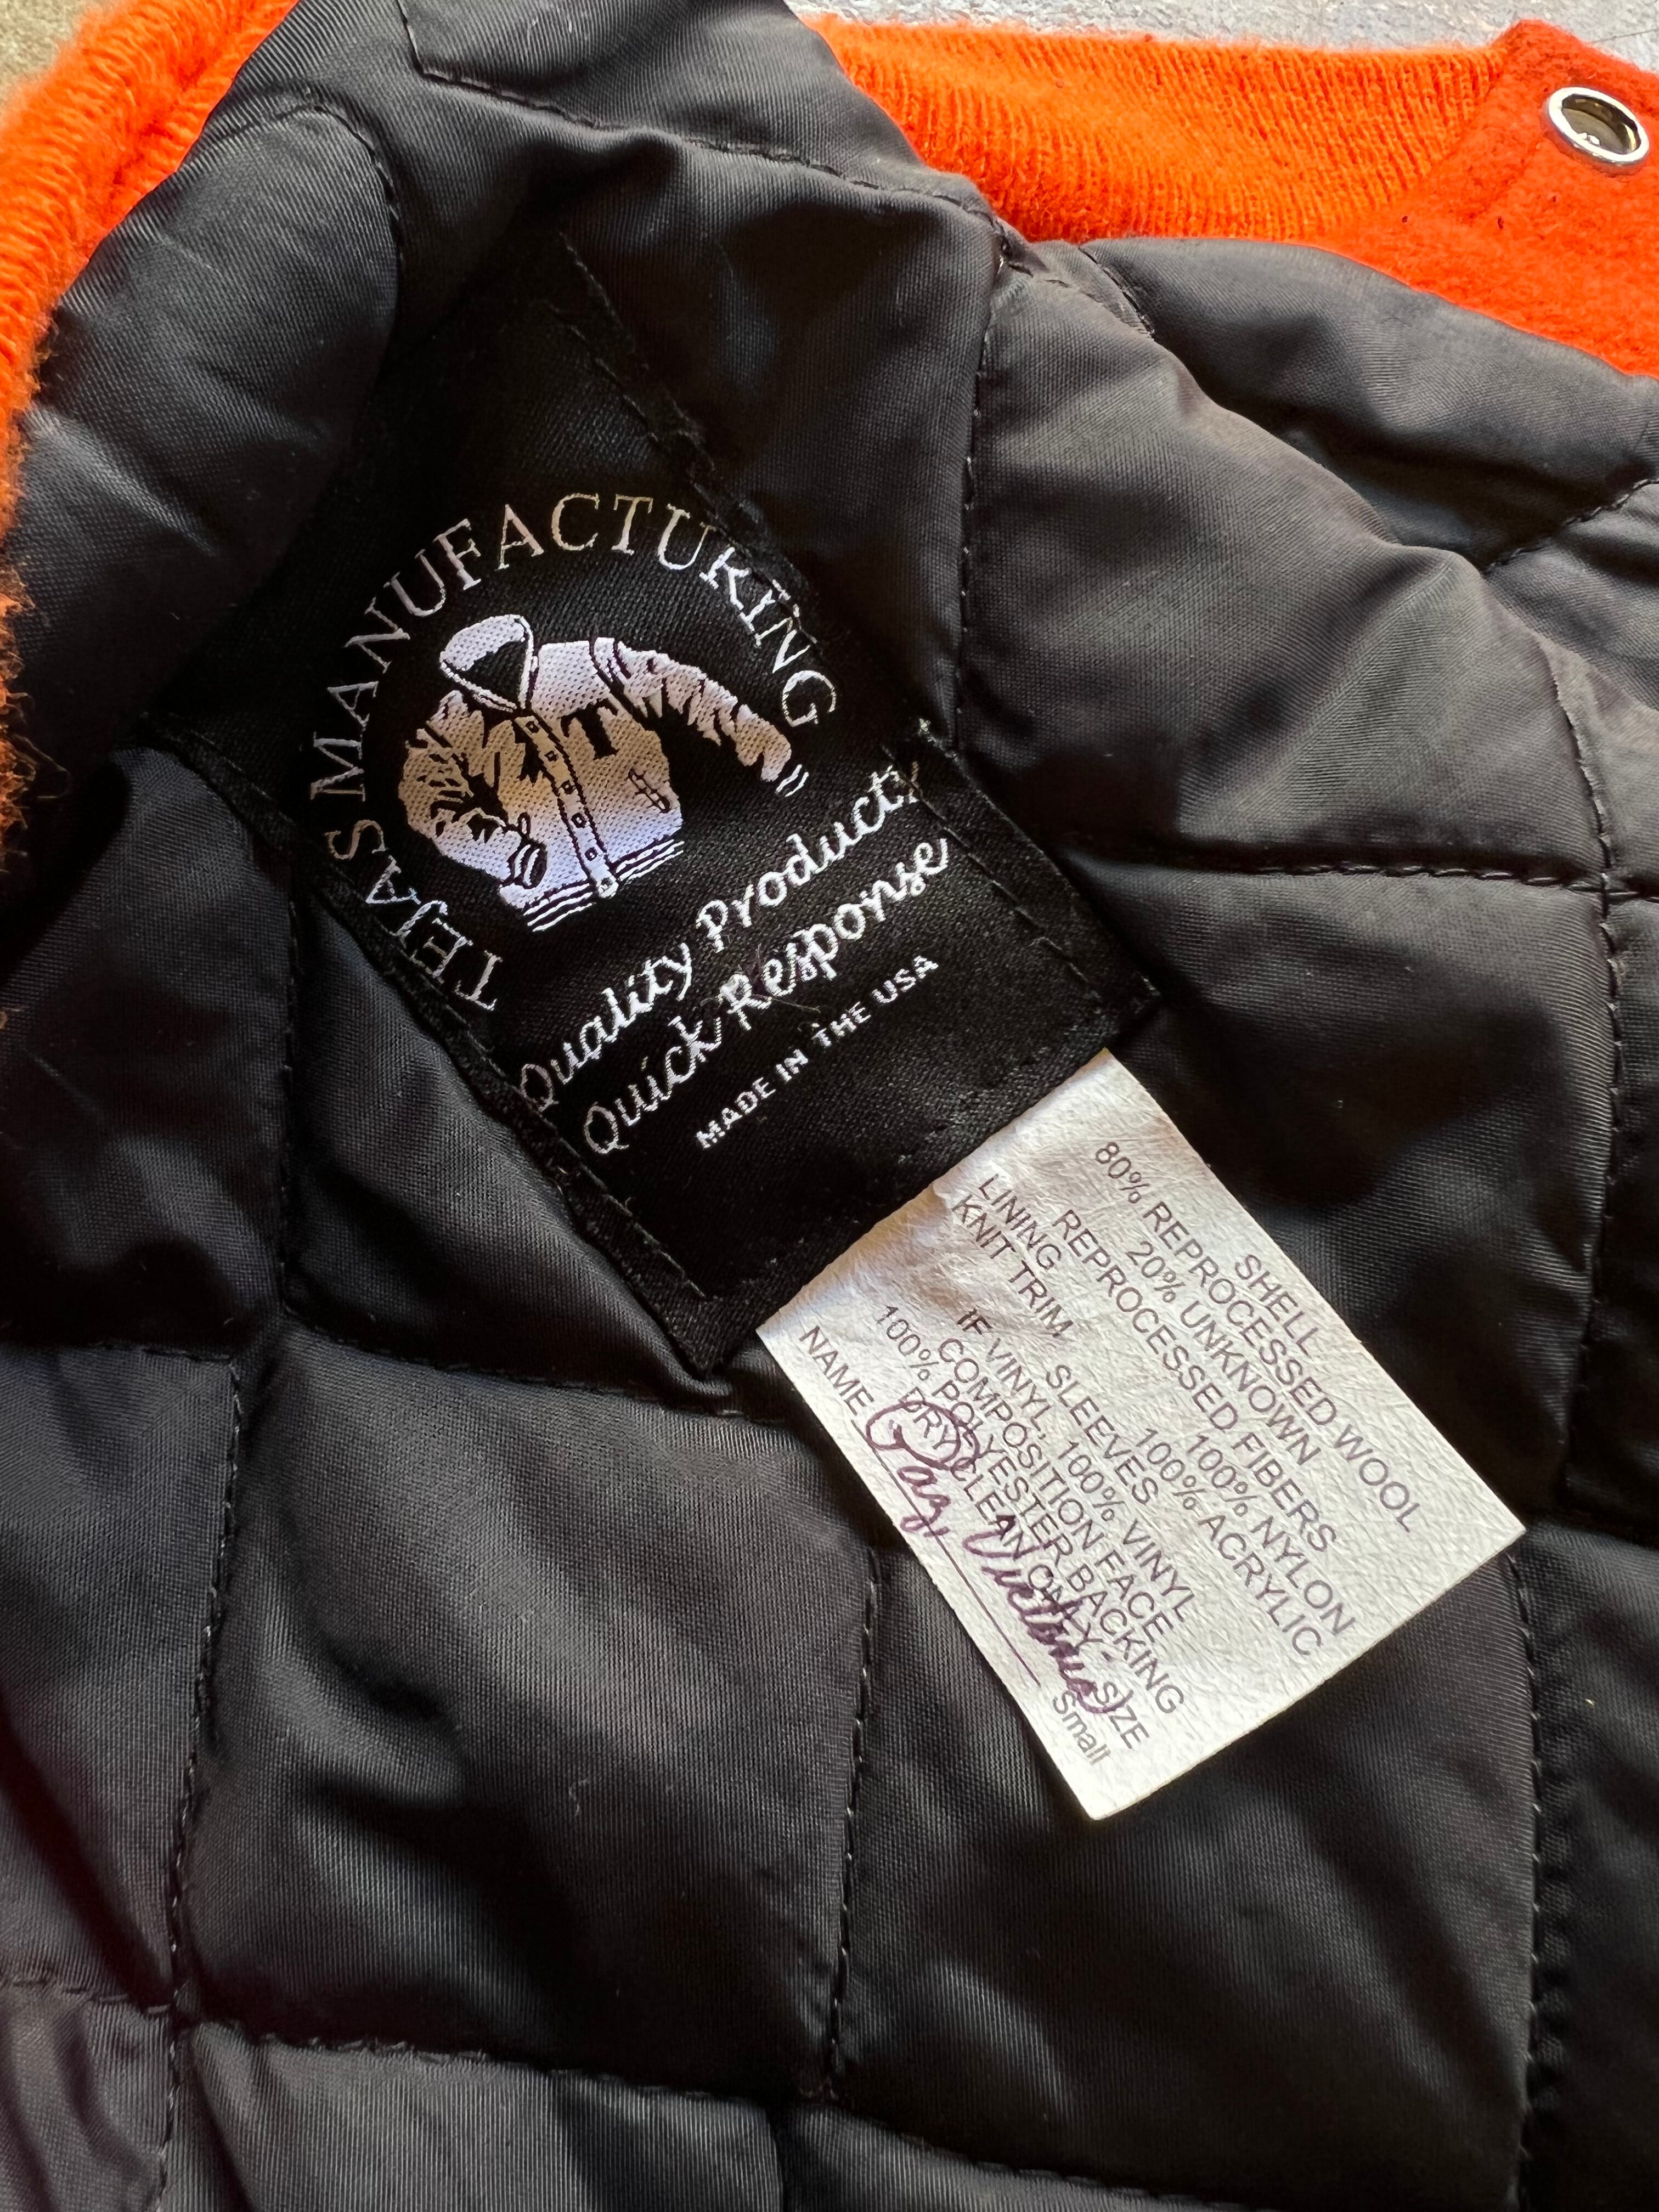 TEJAS MANUFACTURING
Quality Products
Quick Response
MADE IN THE USA
SHELL
80% REPROCESSED WOOL
20% UNKNOWN
REPROCESSED FIBERS
LINING 100% NYLON
KNIT TRIM 100% ACRYLIC
SLEEVES
IF VINYL, 100% VINYL
COMPOSITION FACE
100% POLYESTER BACKING
DRY CLEAN ONLY SIZE
NAME Paz, Victoria Small